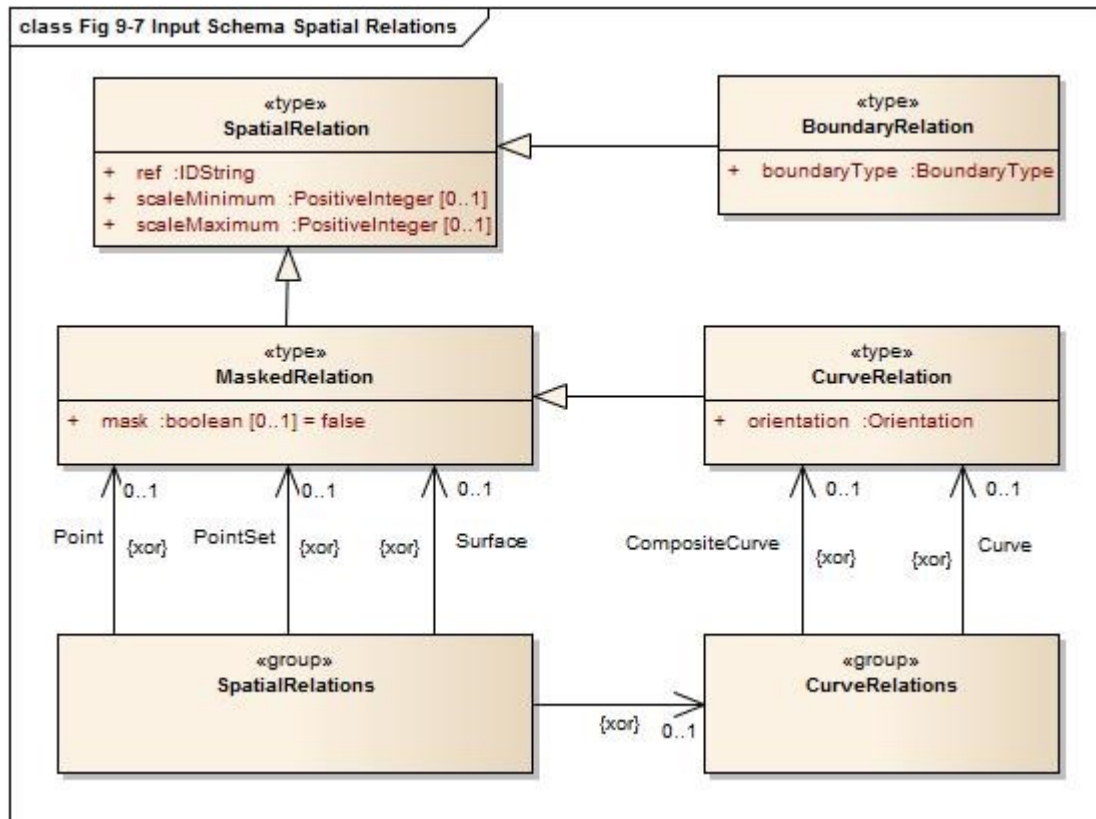 class Fig 9-7 Input Schema Spatial Relations
«type»
SpatialRelation
+ ref :IDString
+ scaleMinimum :PositiveInteger [0..1]
+ scaleMaximum :PositiveInteger [0..1]
«type»
BoundaryRelation
+ boundaryType :BoundaryType
«type»
MaskedRelation
+ mask :boolean [0..1] = false
«type»
CurveRelation
+ orientation :Orientation
0..1
0..1
0..1
0..1
0..1
Point
{xor}
PointSet
{xor}
{xor}
Surface
CompositeCurve
{xor}
{xor}
Curve
«group»
SpatialRelations
{xor}
0..1
«group»
CurveRelations